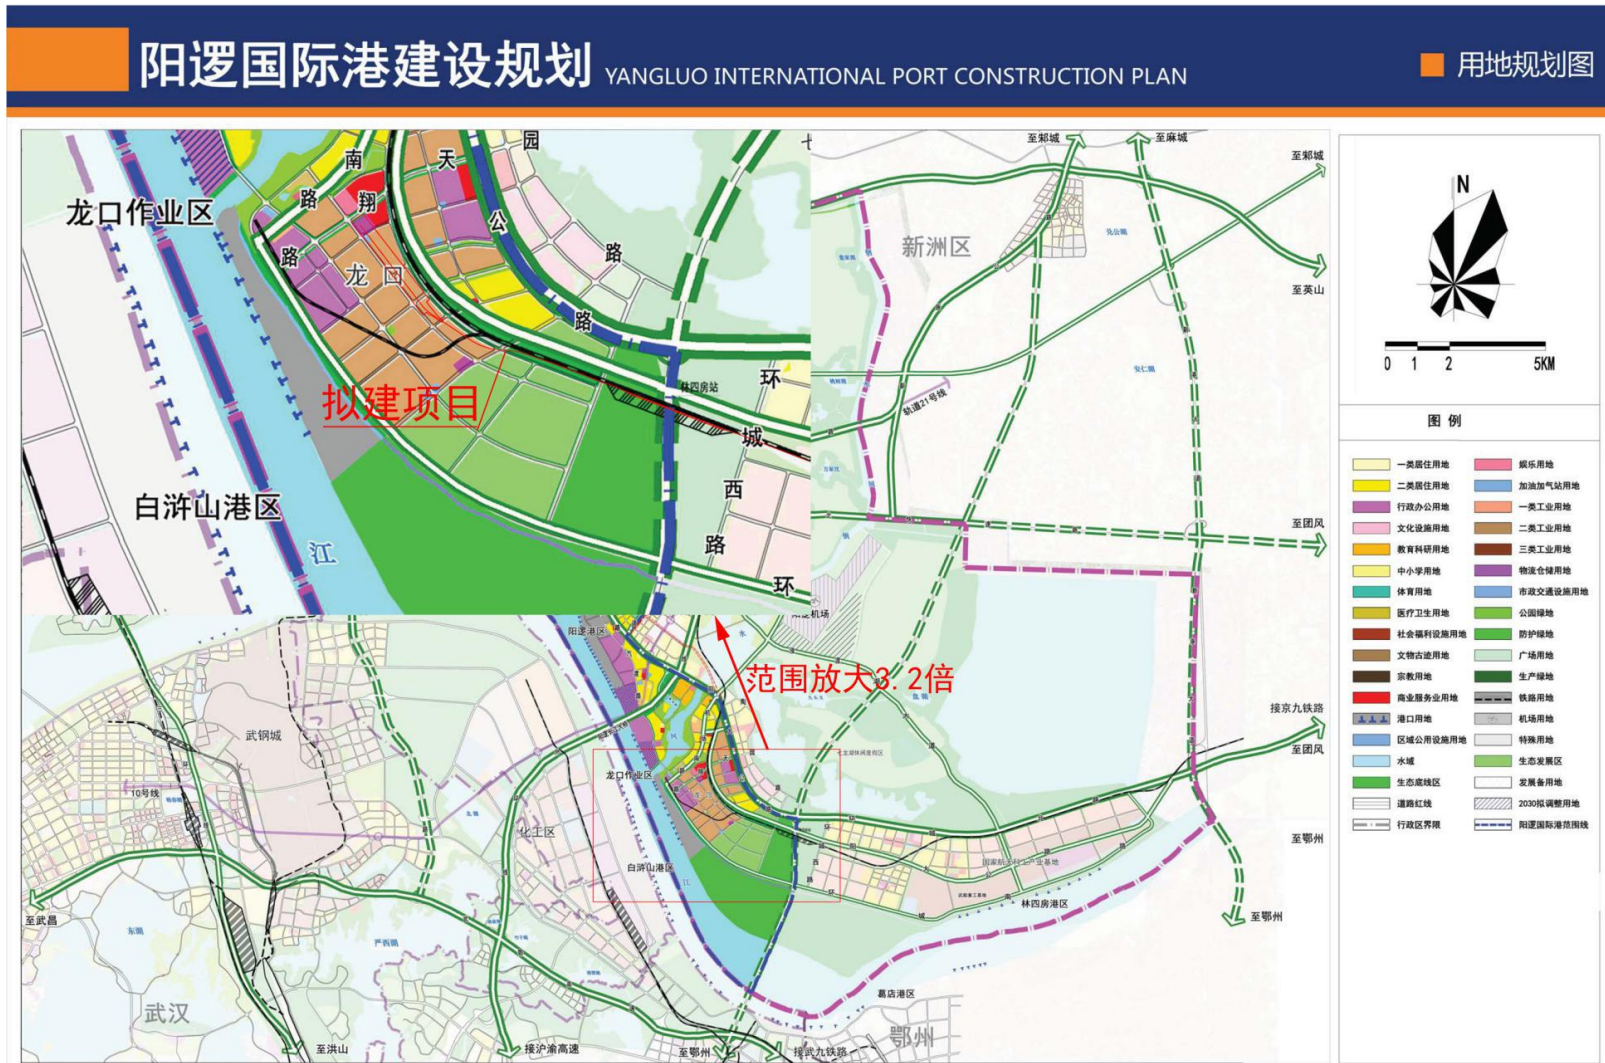 阳逻国际港建设规划 YANGLUO INTERNATIONAL PORT CONSTRUCTION PLAN
用地规划图
南
天
园
七
路
翔
公
路
龙口作业区
路
龙口
路
拟建项目
林四房站
环
城
西
路
环
白浒山港区
江
至邾城
至麻城
至邾城
新洲区
至英山
轨道21号线
至团风
阳逻港区
范围放大3.2倍
接京九铁路
至团风
武钢城
10号线
龙口作业区
化工区
白浒山港区
江
至鄂州
林四房港区
至武昌
东湖
严西湖
至鄂州
葛店港区
武汉
鄂州
至洪山
接沪渝高速
至鄂州
接武九铁路
N
0 1 2 5KM
图 例
一类居住用地
娱乐用地
二类居住用地
加油加气站用地
行政办公用地
一类工业用地
文化设施用地
二类工业用地
教育科研用地
三类工业用地
中小学用地
物流仓储用地
体育用地
市政交通设施用地
医疗卫生用地
公园绿地
社会福利设施用地
防护绿地
文物古迹用地
广场用地
宗教用地
生产绿地
商业服务业用地
铁路用地
港口用地
机场用地
区域公用设施用地
特殊用地
水域
生态发展区
生态底线区
发展备用地
道路红线
2030拟调整用地
行政区界限
阳逻国际港范围线